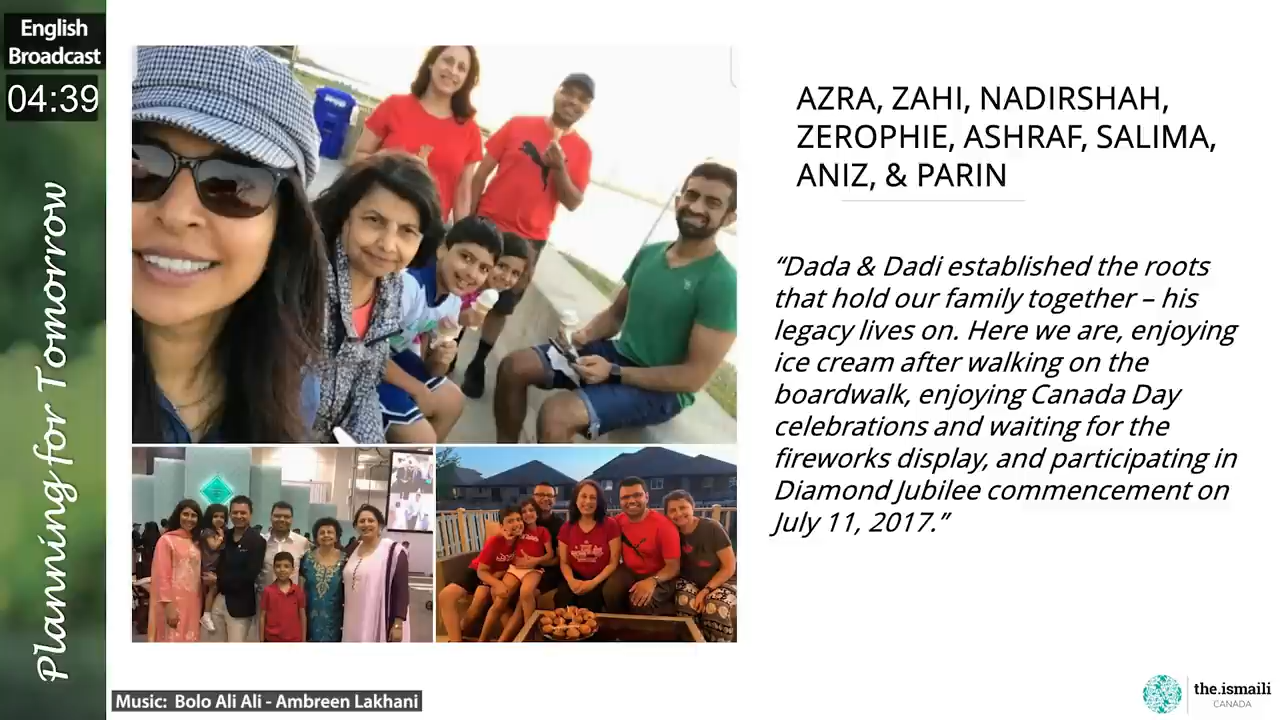 English
Broadcast
04:39
Planning for Tomorrow
AZRA, ZAHI, NADIRSHAH,
ZEROPHIE, ASHRAF, SALIMA,
ANIZ, & PARIN
“Dada & Dadi established the roots
that hold our family together – his
legacy lives on. Here we are, enjoying
ice cream after walking on the
boardwalk, enjoying Canada Day
celebrations and waiting for the
fireworks display, and participating in
Diamond Jubilee commencement on
July 11, 2017.”
Music: Bolo Ali Ali - Ambreen Lakhani
the.ismaili
CANADA